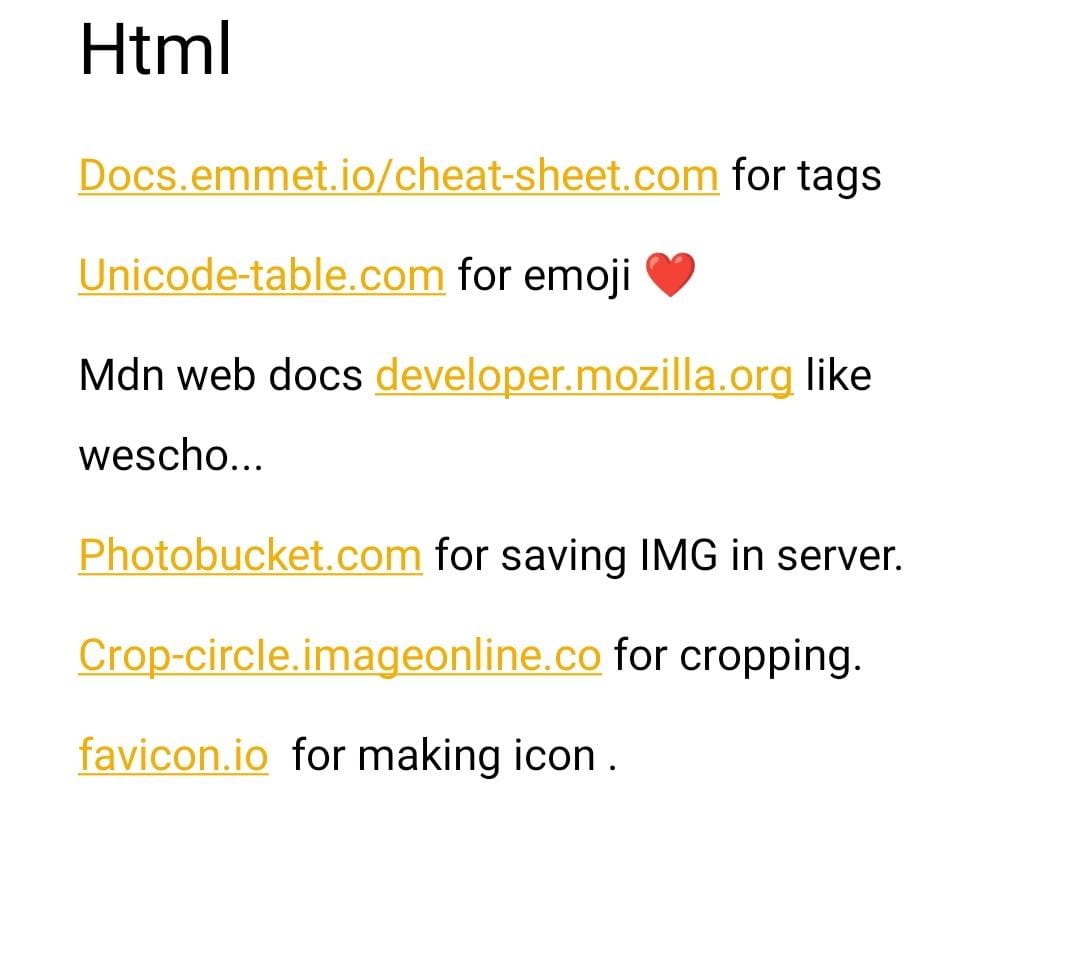 Html
Docs.emmet.io/cheat-sheet.com for tags
Unicode-table.com for emoji ❤️
Mdn web docs developer.mozilla.org like
wescho...
Photobucket.com for saving IMG in server.
Crop-circle.imageonline.co for cropping.
favicon.io  for making icon .